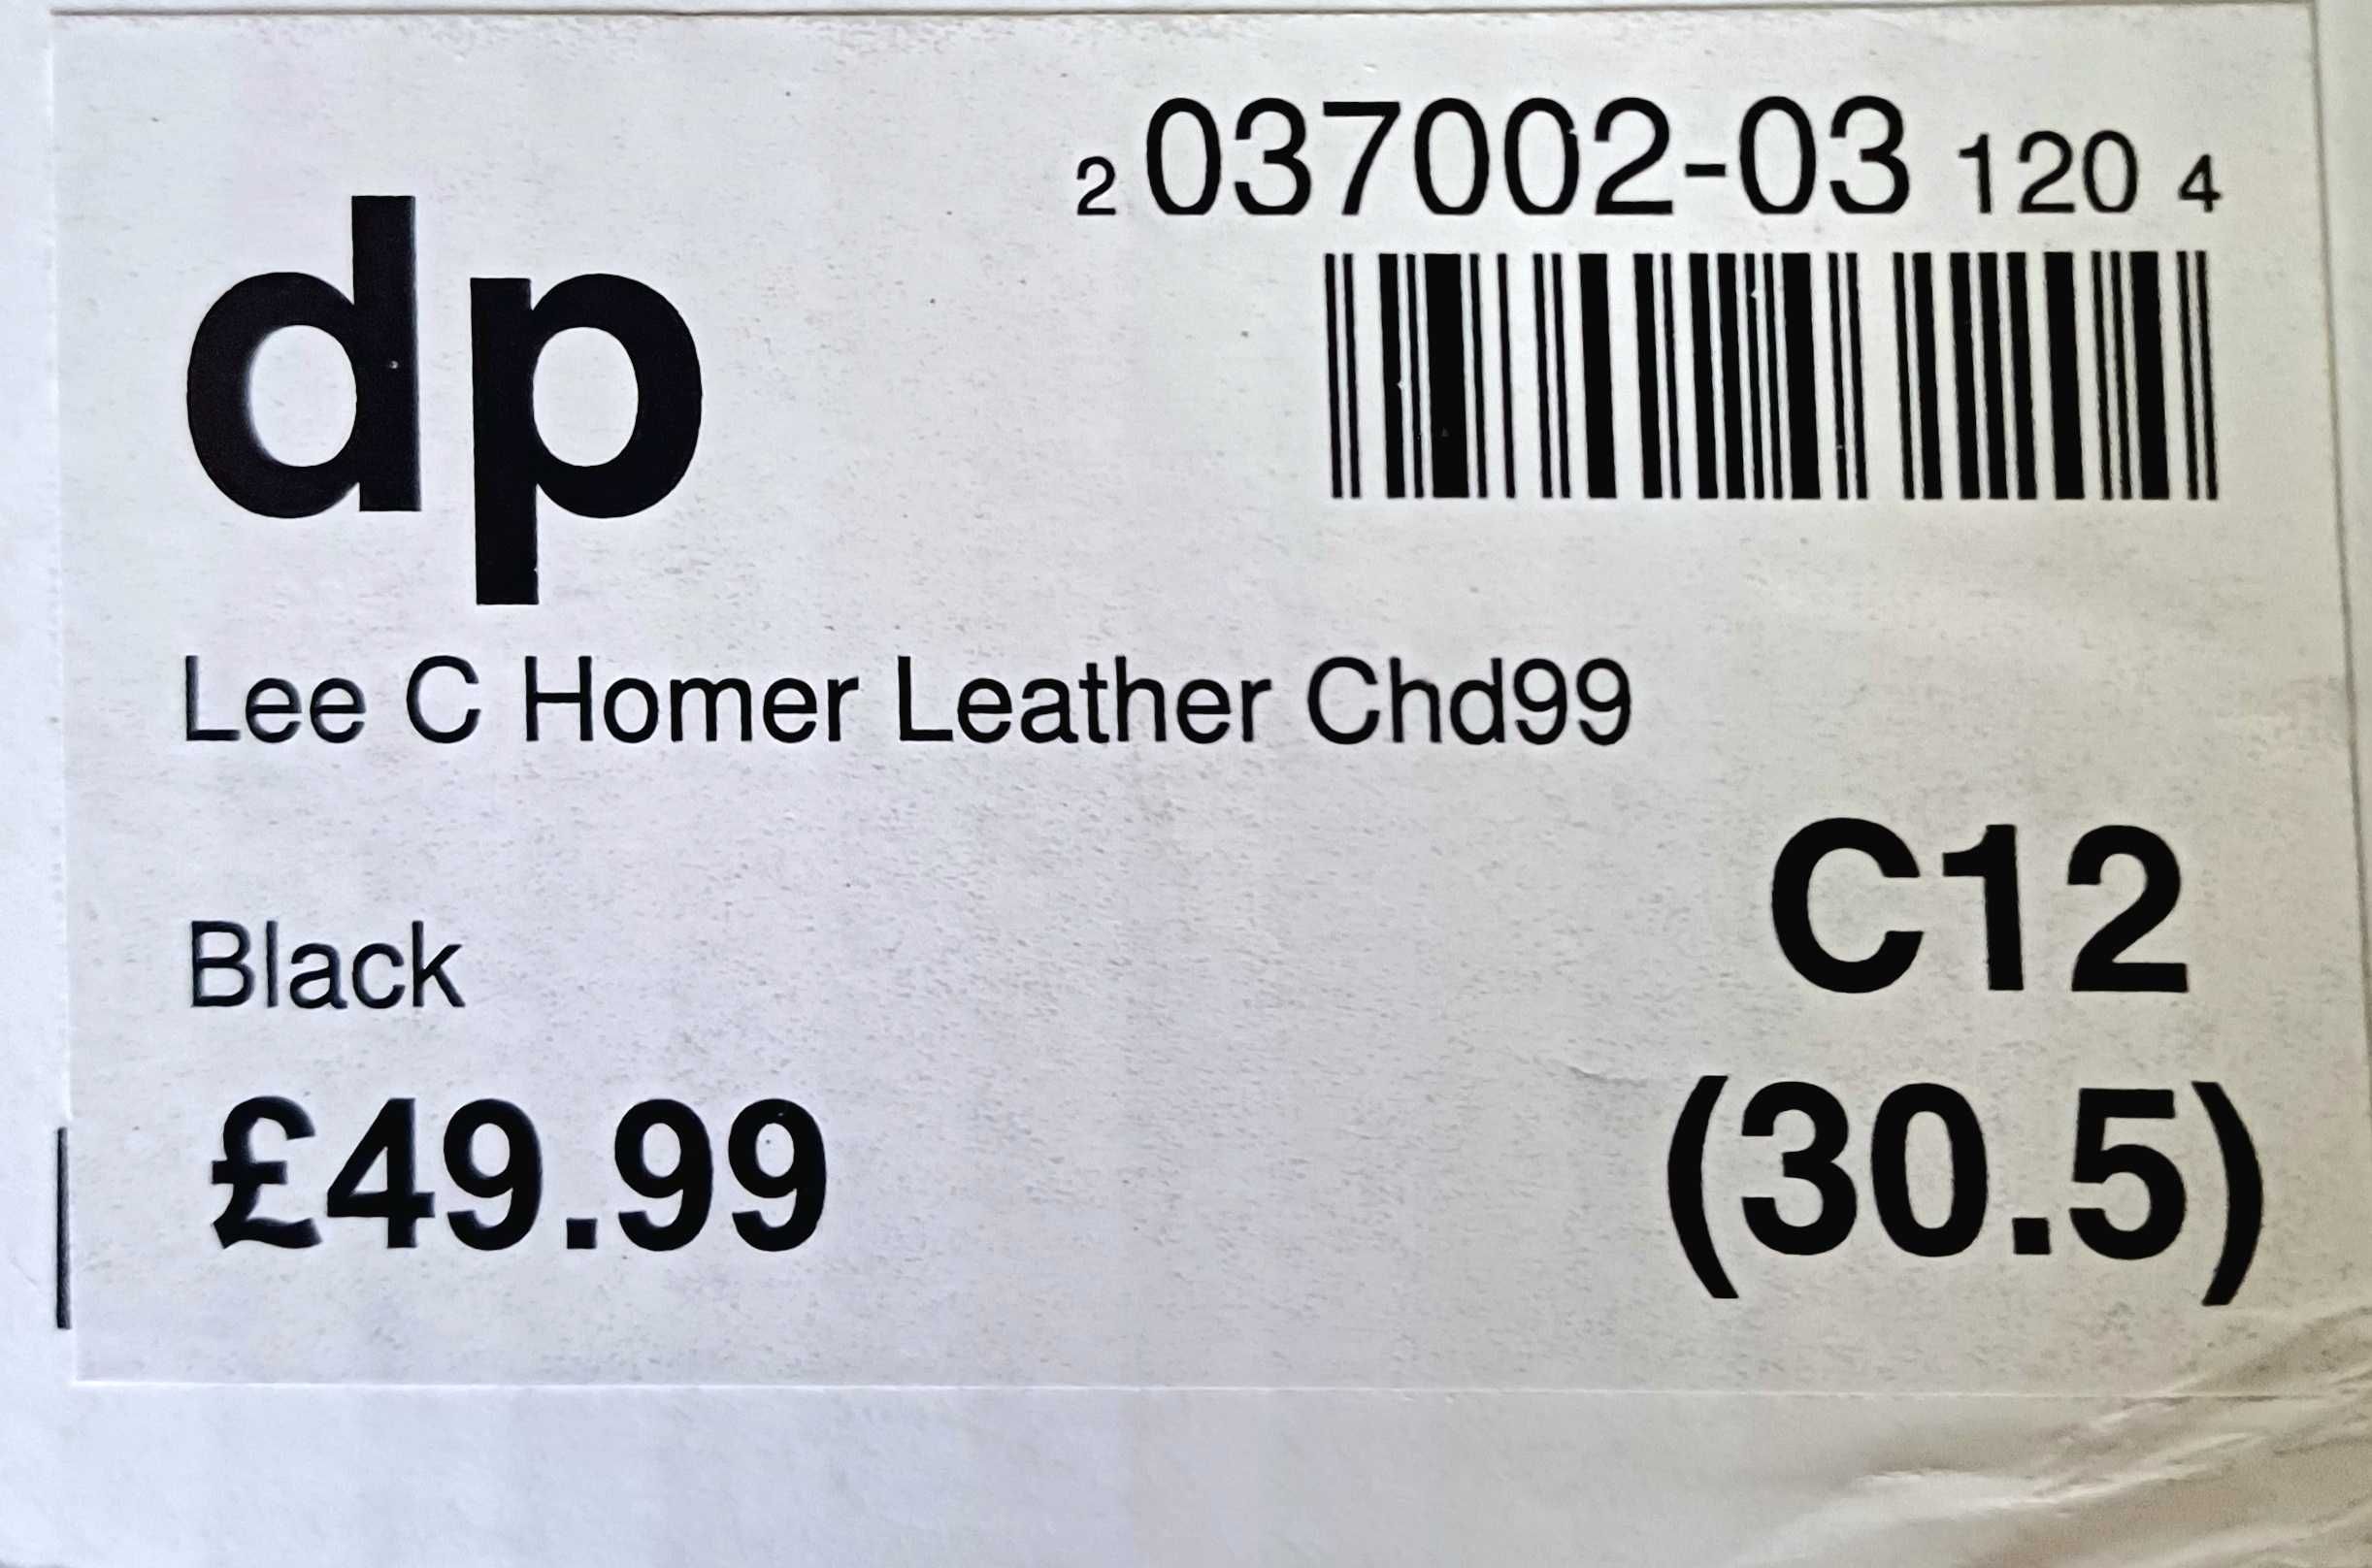 2 037002-03 120 4
dp
Lee C Homer Leather Chd99
C12
Black
(30.5)
£49.99